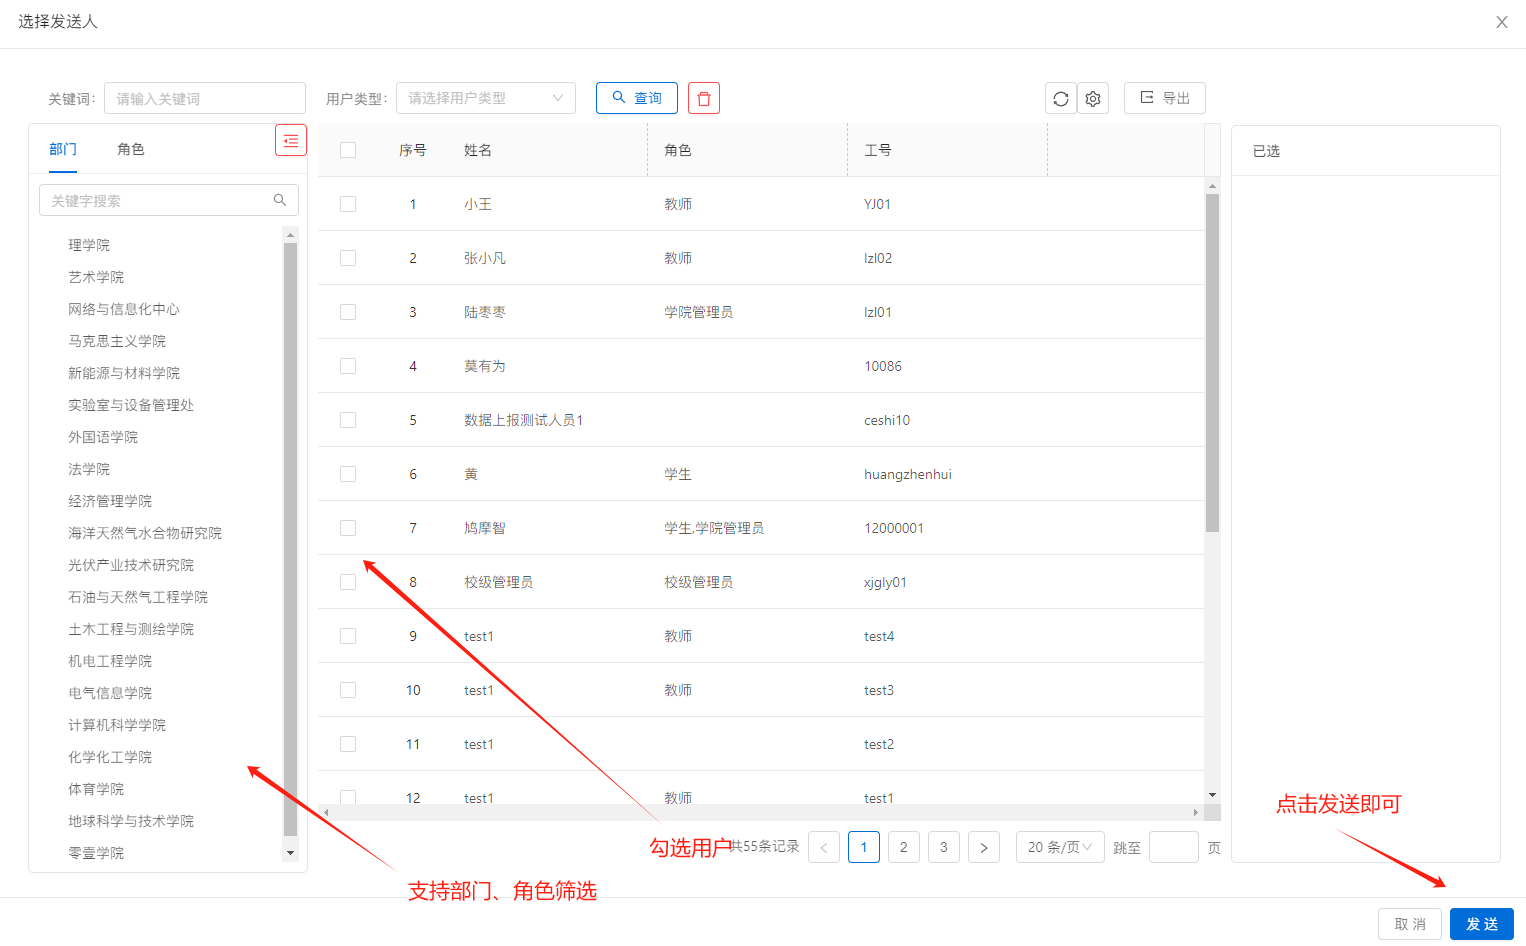 选择发送人
关键词： 请输入关键词 用户类型： 请选择用户类型 查询 导出
部门 角色
关键字搜索
理学院
艺术学院
网络与信息化中心
马克思主义学院
新能源与材料学院
实验室与设备管理处
外国语学院
法学院
经济管理学院
海洋天然气水合物研究院
光伏产业技术研究院
石油与天然气工程学院
土木工程与测绘学院
机电工程学院
电气信息学院
计算机科学学院
化学化工学院
体育学院
地球科学与技术学院
零壹学院
支持部门、角色筛选
序号 姓名 角色 工号
1 小王 教师 YJ01
2 张小凡 教师 lzl02
3 陆枣枣 学院管理员 lzl01
4 莫有为 10086
5 数据上报测试人员1 ceshi10
6 黄 学生 huangzhenhui
7 鸠摩智 学生,学院管理员 12000001
8 校级管理员 校级管理员 xjgly01
9 test1 教师 test4
10 test1 教师 test3
11 test1 test2
12 test1 教师 test1
勾选用户
共55条记录 < 1 2 3 > 20 条/页 跳至 页
已选
点击发送即可
取 消 发 送